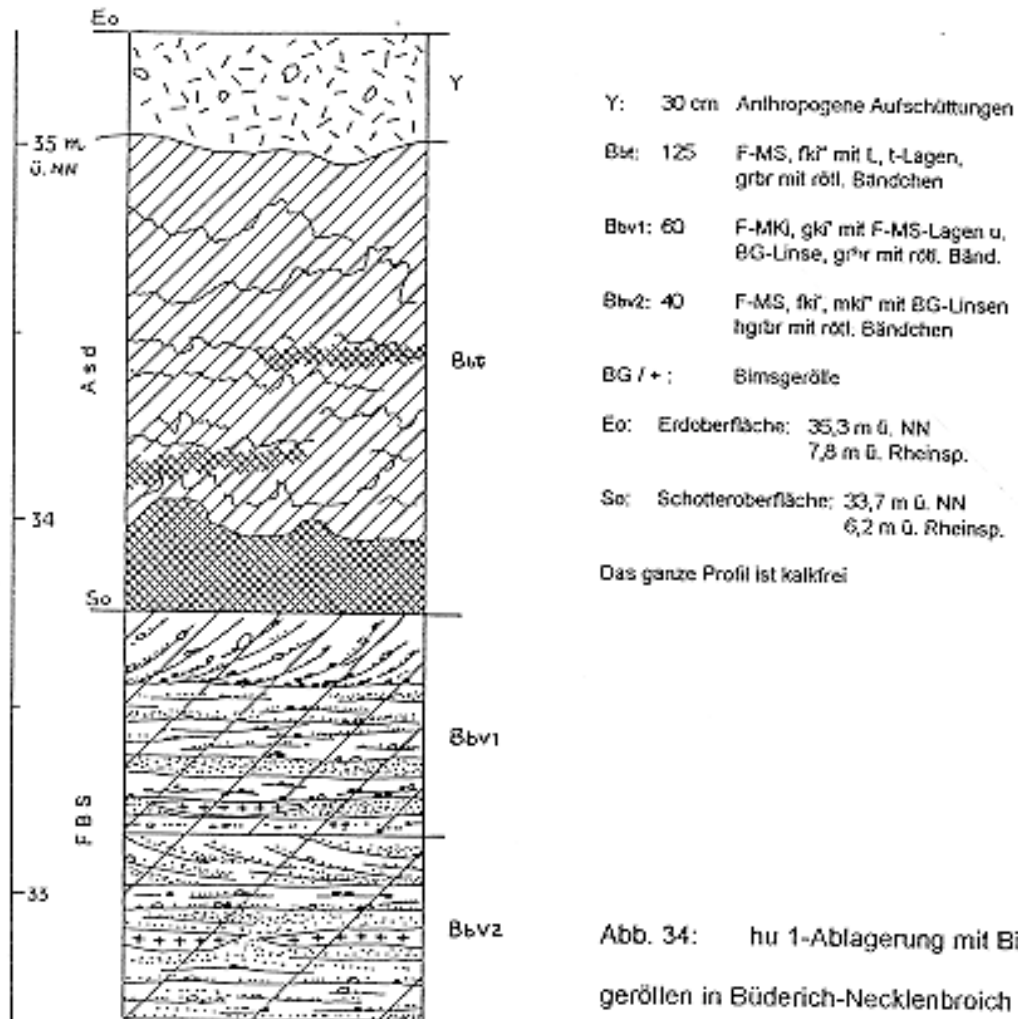 Eo
Y
35 m
ü. NN
Asd
Bbt
34
So
Bbv1
FBS
33
Bbv2
Y: 30 cm Anthropogene Aufschüttungen
Bbt: 125 F-MS, fki" mit L, t-Lagen,
grbr mit rötl. Bändchen
Bbv1: 60 F-MKi, gki" mit F-MS-Lagen u.
BG-Linse, grbr mit rötl. Bänd.
Bbv2: 40 F-MS, fki', mki" mit BG-Linsen
hgrbr mit rötl. Bändchen
BG / + : Bimsgerölle
Eo: Erdoberfläche: 35,3 m ü. NN
7,8 m ü. Rheinsp.
So: Schotteroberfläche: 33,7 m ü. NN
6,2 m ü. Rheinsp.
Das ganze Profil ist kalkfrei
Abb. 34: hu 1-Ablagerung mit Bi
geröllen in Büderich-Necklenbroich